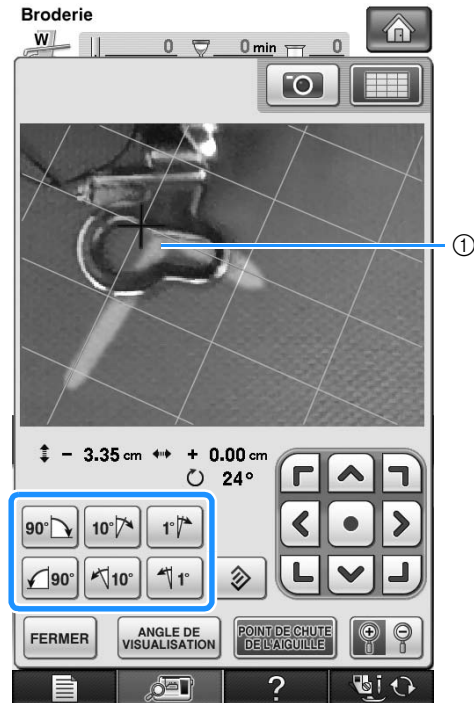 Broderie
W
0 0 min 0
①
- 3.35 cm + 0.00 cm
24°
90° 10° 1°
90° 10° 1°
FERMER
ANGLE DE
VISUALISATION
POINT DE CHUTE
DE L'AIGUILLE
?